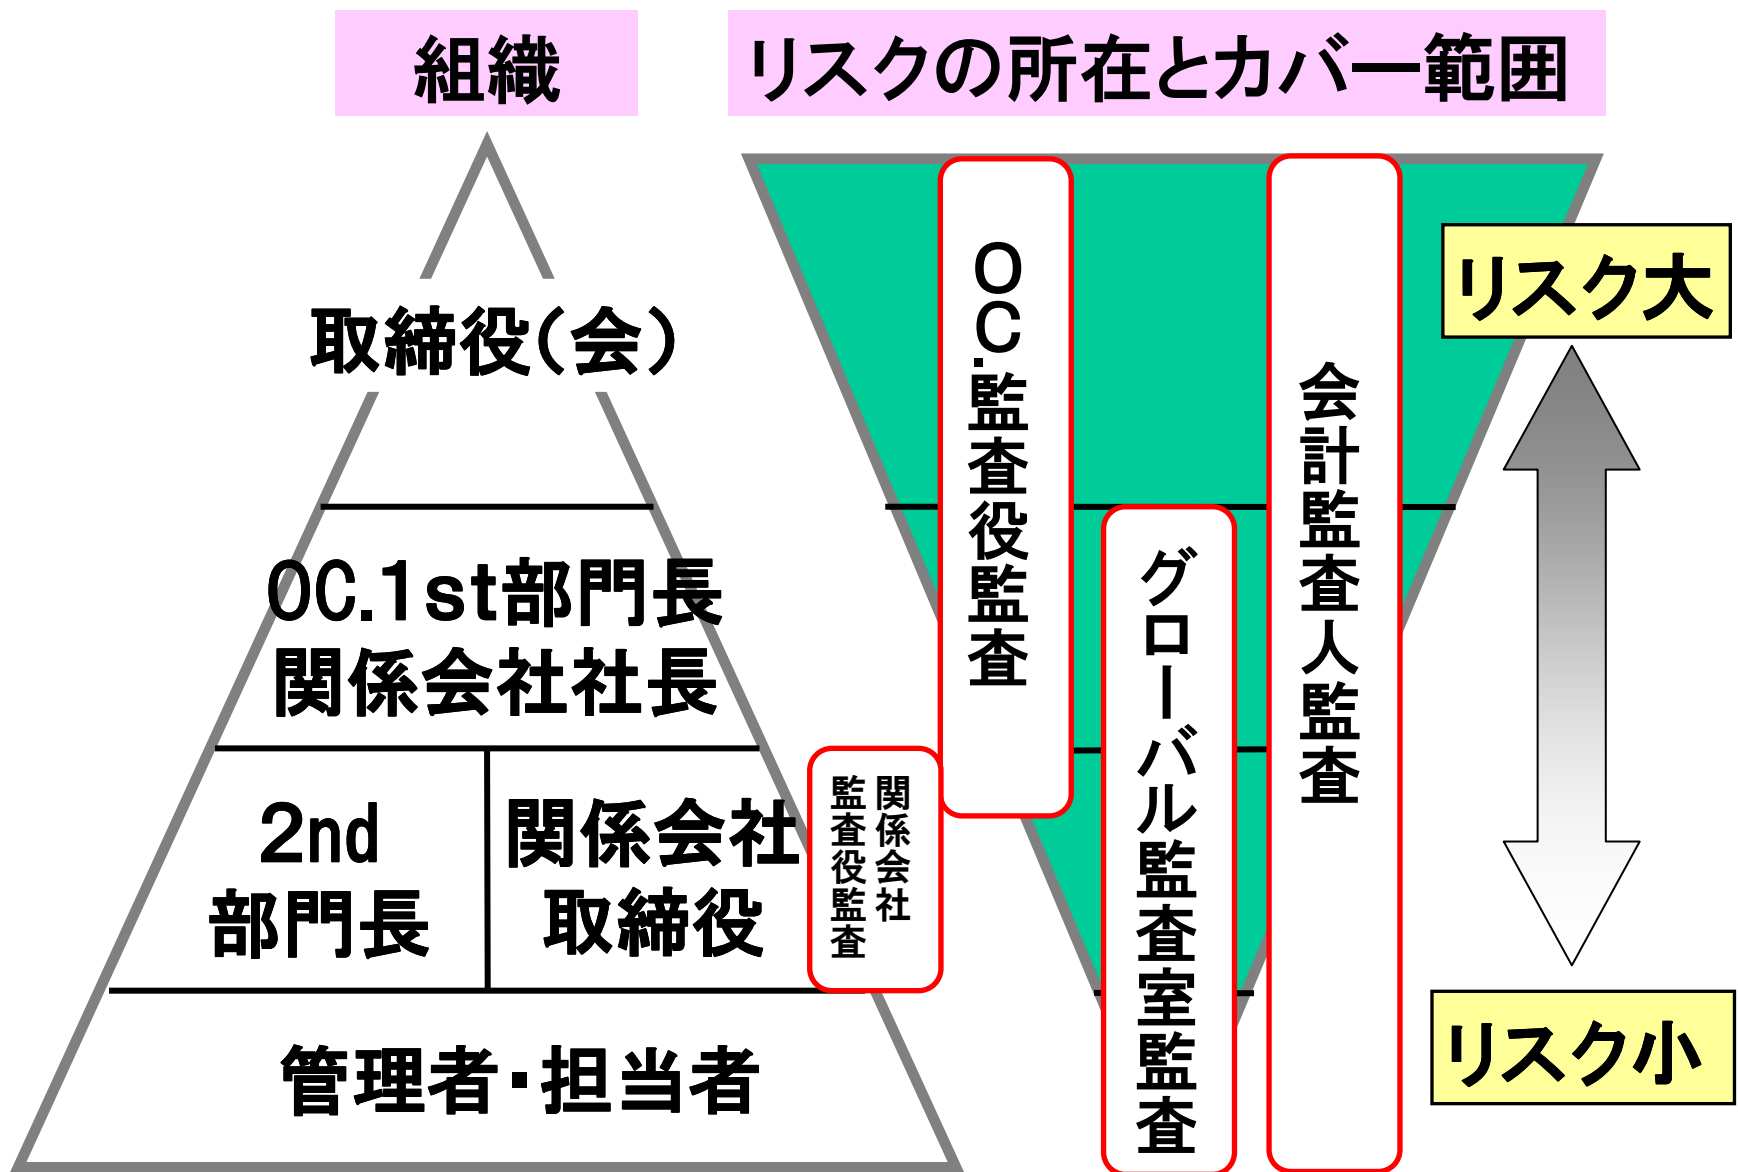 組織
リスクの所在とカバー範囲
取締役(会)
OC.1st部門長
関係会社社長
2nd
部門長
関係会社
取締役
管理者・担当者
関係会社
監査役監査
OC.監査役監査
グローバル監査室監査
会計監査人監査
リスク大
リスク小